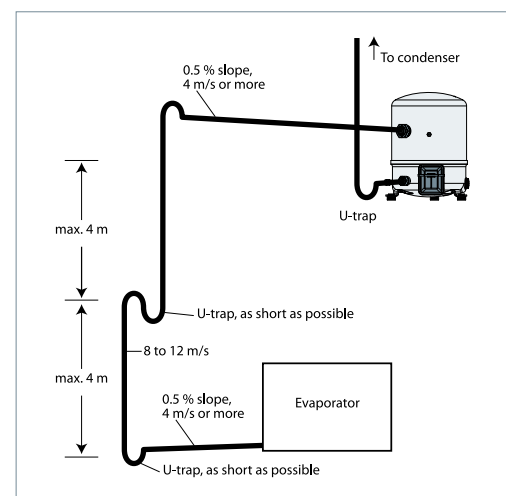 To condenser
0.5 % slope,
4 m/s or more
U-trap
max. 4 m
U-trap, as short as possible
8 to 12 m/s
max. 4 m
0.5 % slope,
4 m/s or more
Evaporator
U-trap, as short as possible